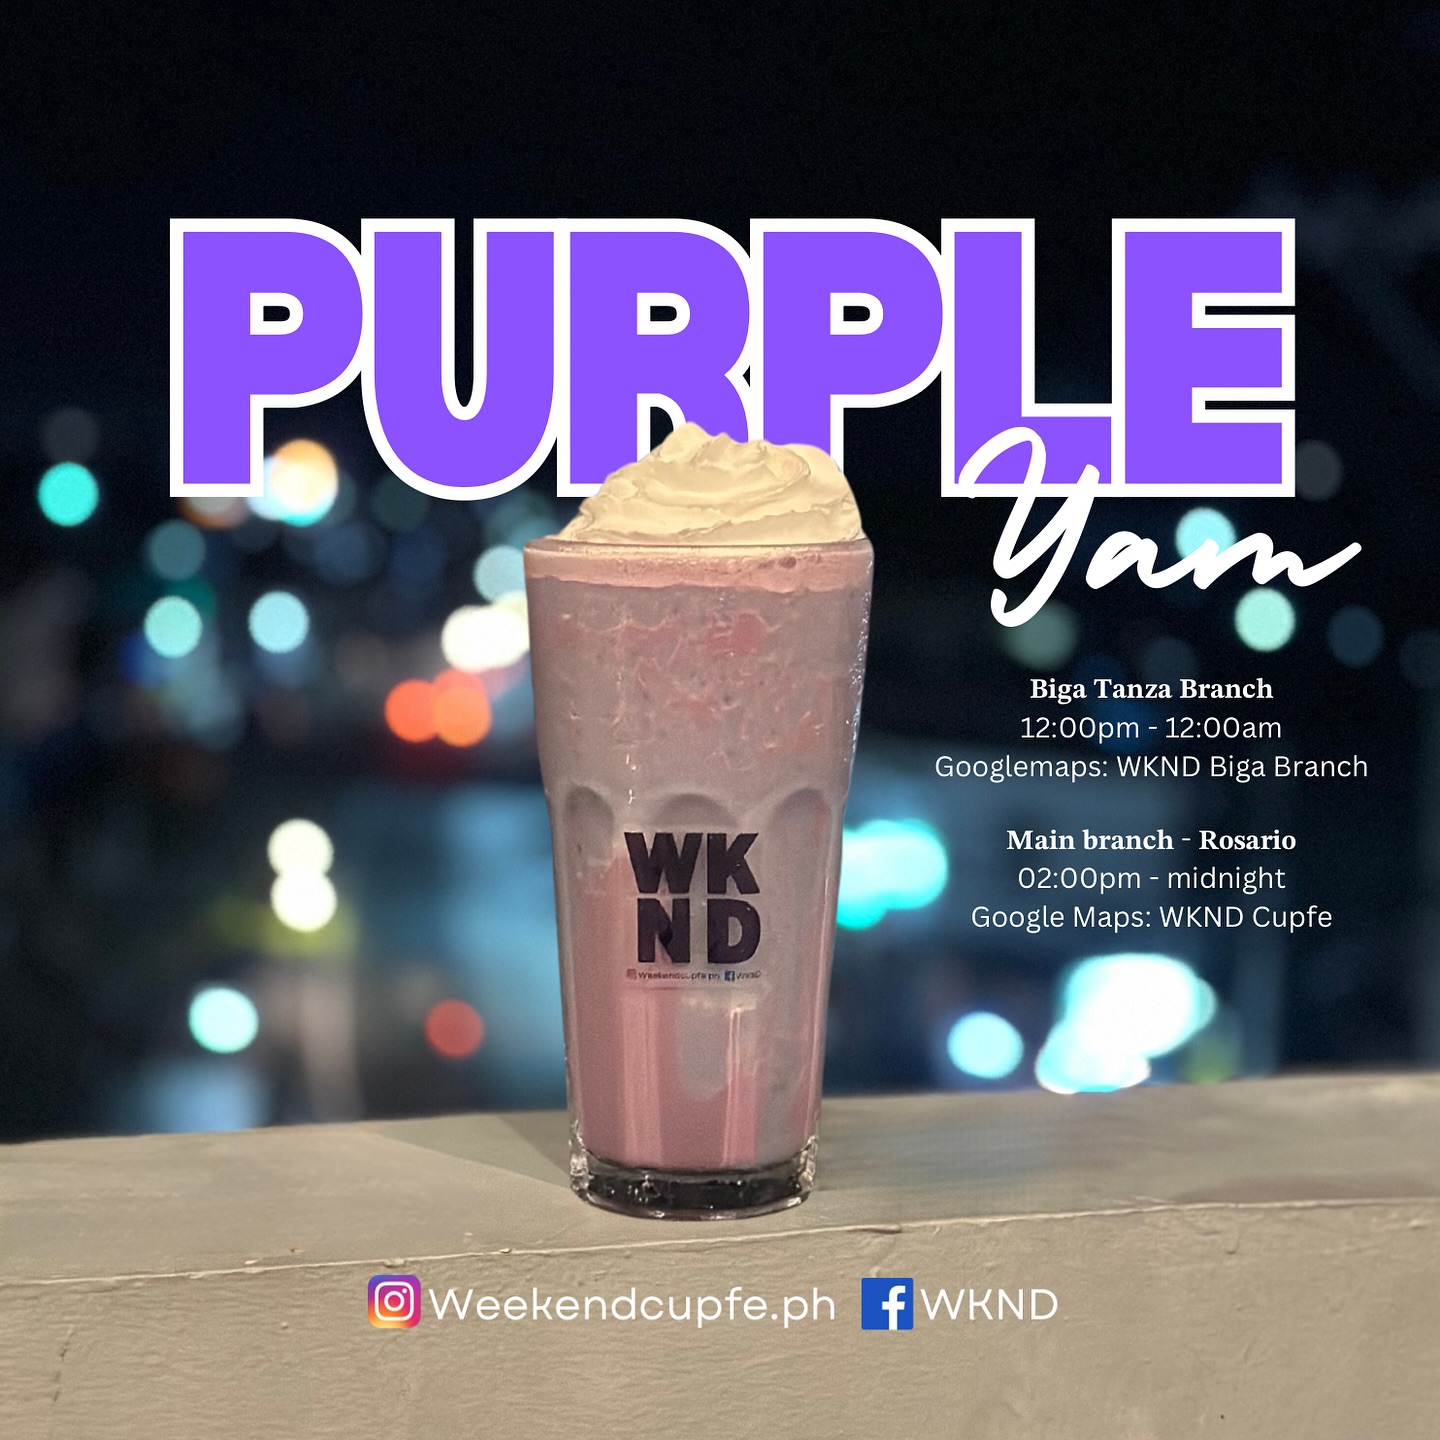 PURPLE
Yam
Biga Tanza Branch
12:00pm - 12:00am
Googlemaps: WKND Biga Branch
Main branch - Rosario
02:00pm - midnight
Google Maps: WKND Cupfe
WK
ND
Weekendcupfe.ph WKND
Weekendcupfe.ph WKND